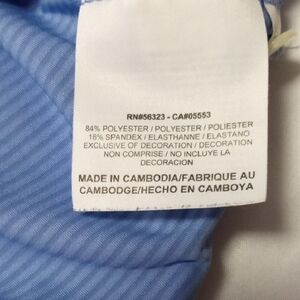 RN#56323 - CA#05553
84% POLYESTER / POLYESTER / POLIESTER
16% SPANDEX / ELASTHANNE / ELASTANO
EXCLUSIVE OF DECORATION / DECORATION
NON COMPRISE / NO INCLUYE LA
DECORACION
MADE IN CAMBODIA/FABRIQUE AU
CAMBODGE/HECHO EN CAMBOYA